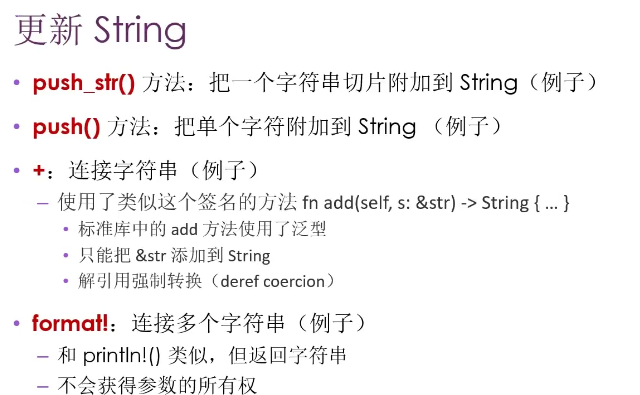 更新 String
• push_str() 方法：把一个字符串切片附加到 String（例子）
• push() 方法：把单个字符附加到 String （例子）
• +：连接字符串（例子）
– 使用了类似这个签名的方法 fn add(self, s: &str) -> String { ... }
• 标准库中的 add 方法使用了泛型
• 只能把 &str 添加到 String
• 解引用强制转换（deref coercion）
• format!：连接多个字符串（例子）
– 和 println!() 类似，但返回字符串
– 不会获得参数的所有权